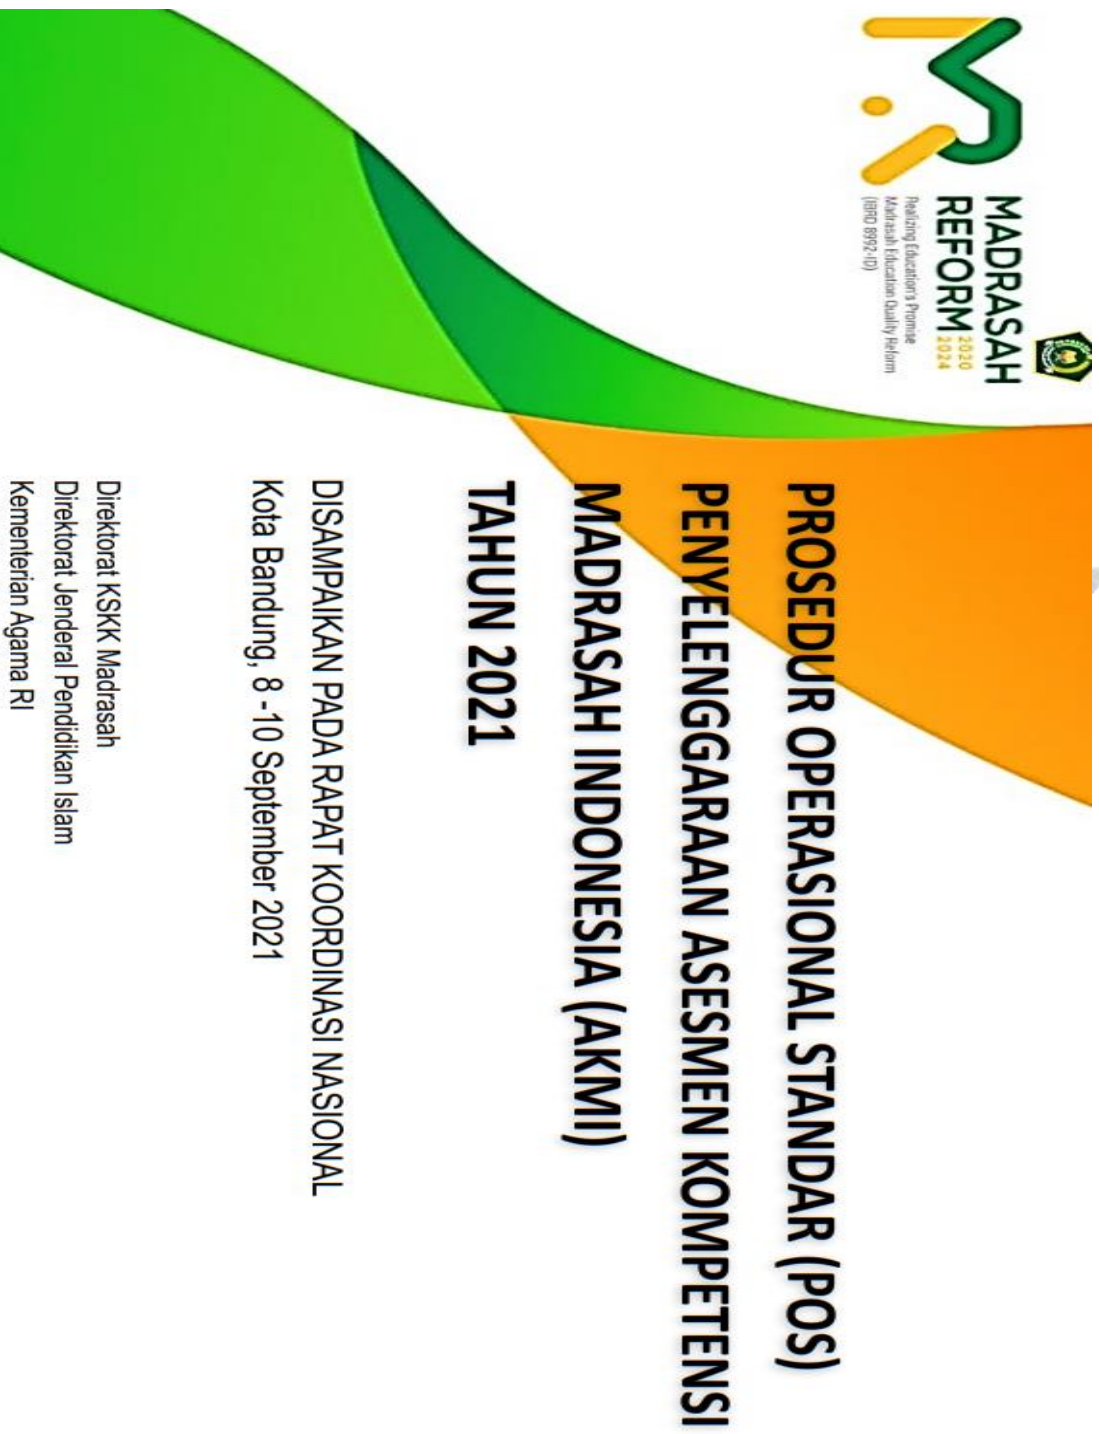 MADRASAH
REFORM 2020 2024
Realizing Education's Promise
Madrasah Education Quality Reform
(IBRD 8992-ID)
PROSEDUR OPERASIONAL STANDAR (POS)
PENYELENGGARAAN ASESMEN KOMPETENSI
MADRASAH INDONESIA (AKMI)
TAHUN 2021
DISAMPAIKAN PADA RAPAT KOORDINASI NASIONAL
Kota Bandung, 8 -10 September 2021
Direktorat KSKK Madrasah
Direktorat Jenderal Pendidikan Islam
Kementerian Agama RI